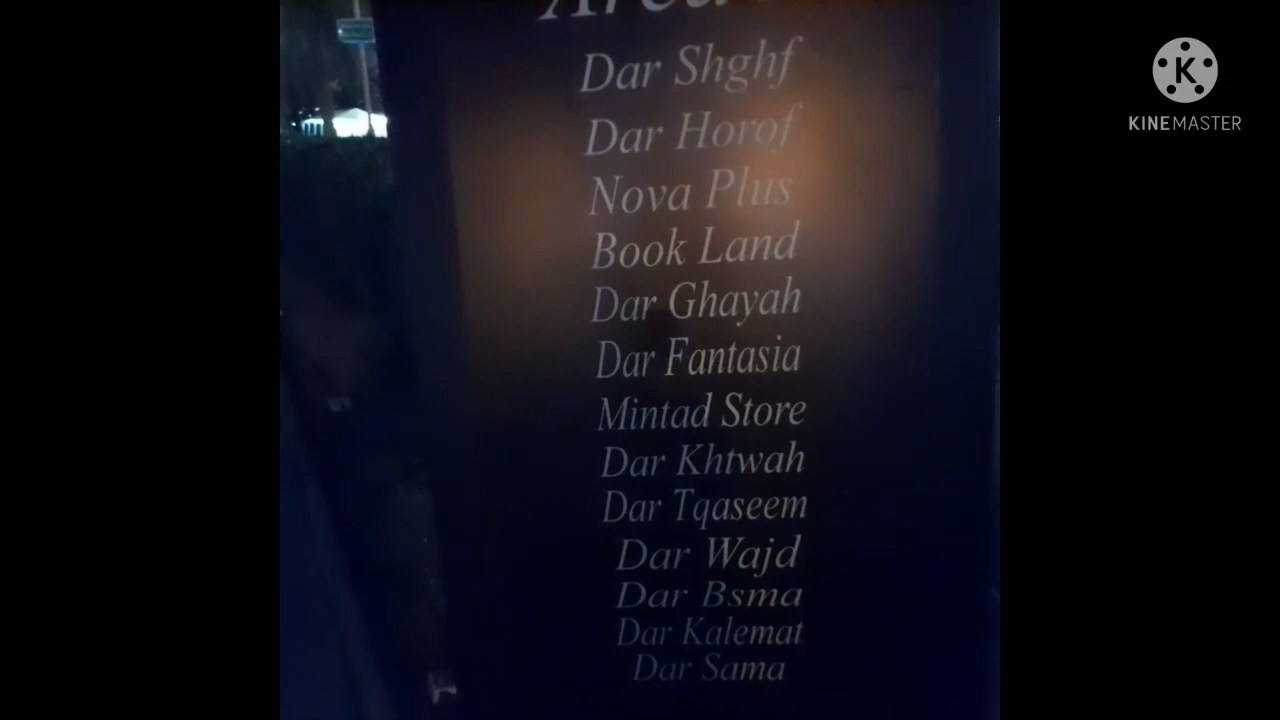 Dar Shghf
Dar Horof
Nova Plus
Book Land
Dar Ghayah
Dar Fantasia
Mintad Store
Dar Khtwah
Dar Tqaseem
Dar Wajd
Dar Bsma
Dar Kalemat
Dar Sama
K
KINEMASTER